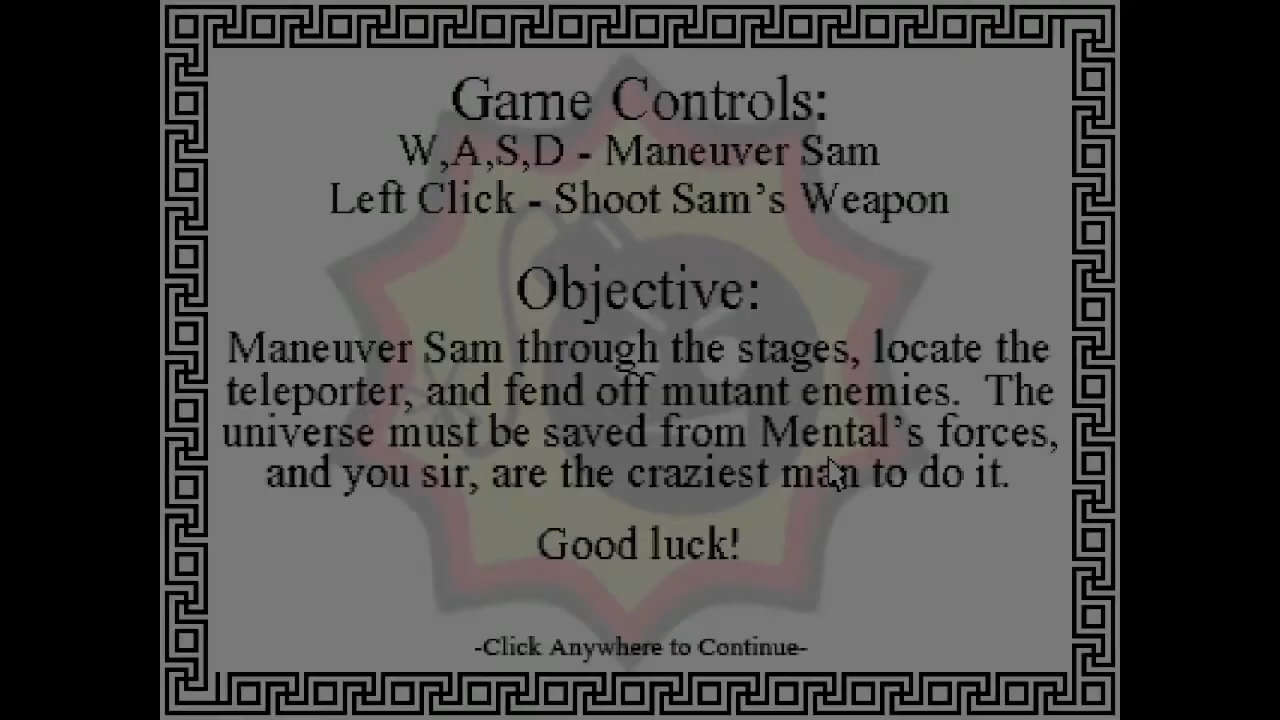 Game Controls:
W,A,S,D - Maneuver Sam
Left Click - Shoot Sam's Weapon
Objective:
Maneuver Sam through the stages, locate the
teleporter, and fend off mutant enemies.  The
universe must be saved from Mental's forces,
and you sir, are the craziest man to do it.
Good luck!
-Click Anywhere to Continue-